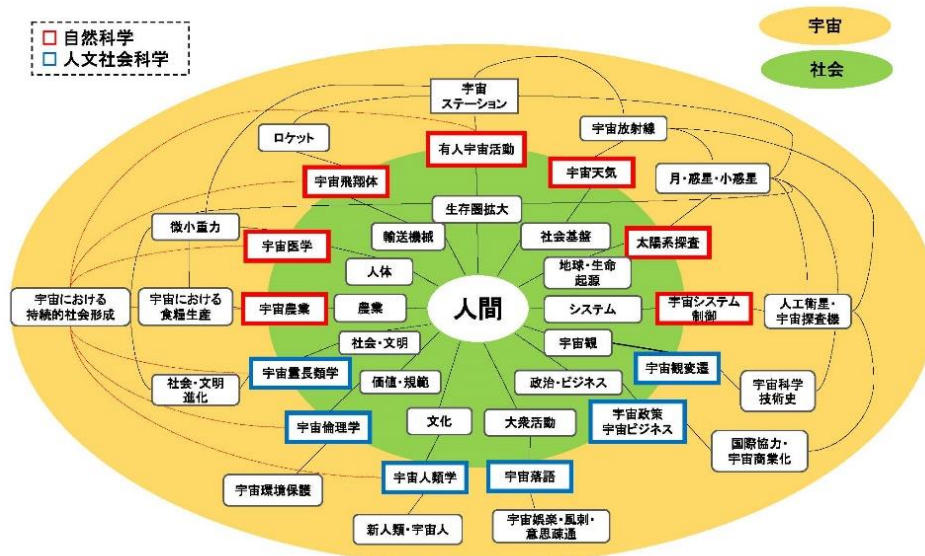 自然科学
人文社会科学
宇宙
社会
宇宙
ステーション
ロケット
宇宙放射線
有人宇宙活動
宇宙飛翔体
宇宙天気
月・惑星・小惑星
生存圏拡大
微小重力
輸送機械
社会基盤
宇宙医学
太陽系探査
人体
地球・生命
起源
宇宙における
持続的社会形成
宇宙における
食糧生産
宇宙農業
農業
人間
システム
宇宙システム
制御
人工衛星・
宇宙探査機
社会・文明
宇宙観
社会・文明
進化
宇宙霊長類学
価値・規範
政治・ビジネス
宇宙観変遷
宇宙科学
技術史
宇宙倫理学
文化
大衆活動
宇宙政策
宇宙ビジネス
国際協力・
宇宙商業化
宇宙環境保護
宇宙人類学
宇宙落語
新人類・宇宙人
宇宙娯楽・風刺・
意思疎通